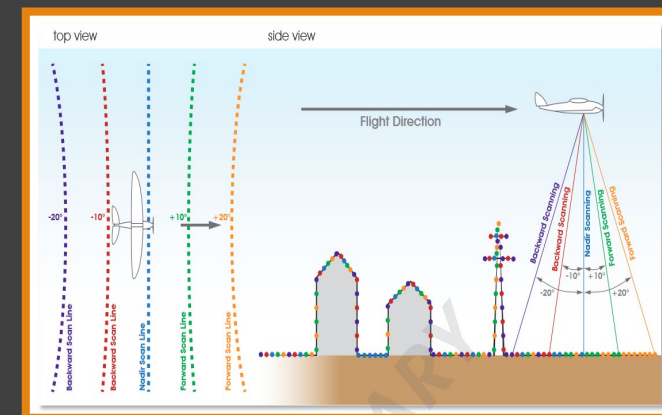 top view
side view
Flight Direction
-20°
-10°
+10°
+20°
Backward Scan Line
Backward Scan Line
Nadir Scan Line
Forward Scan Line
Forward Scan Line
Backward Scanning
Backward Scanning
Nadir Scanning
Forward Scanning
Forward Scanning
-10°
+10°
-20°
+20°
ARY